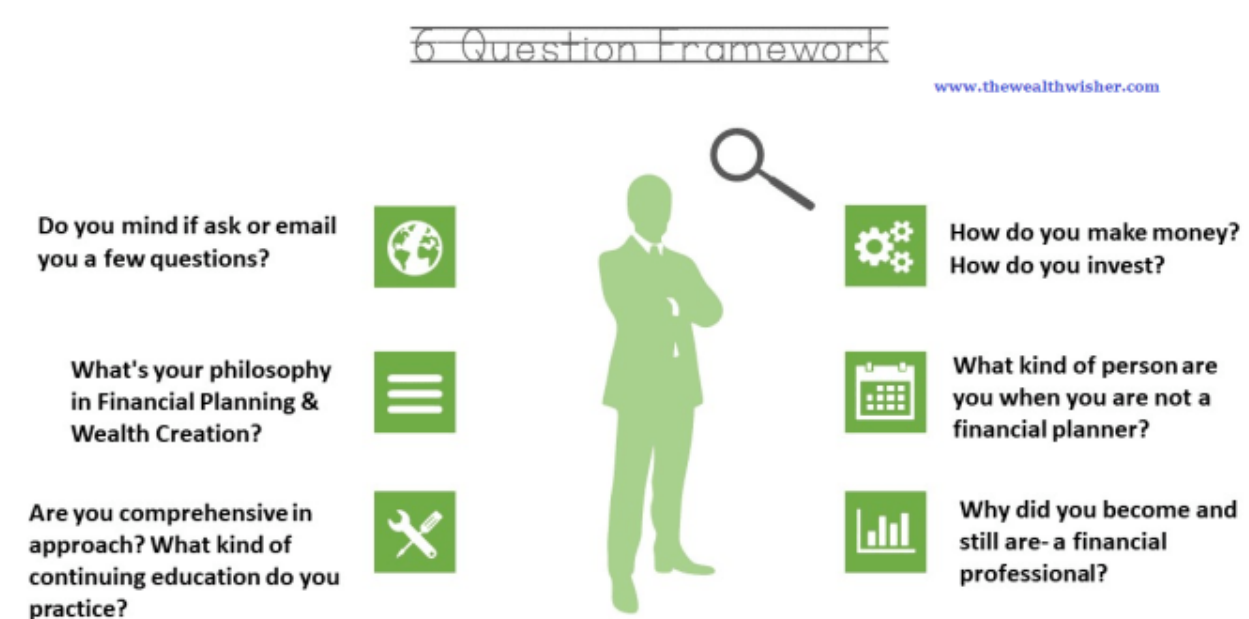 6 Question Framework
www.thewealthwisher.com
Do you mind if ask or email
you a few questions?
What's your philosophy
in Financial Planning &
Wealth Creation?
Are you comprehensive in
approach? What kind of
continuing education do you
practice?
How do you make money?
How do you invest?
What kind of person are
you when you are not a
financial planner?
Why did you become and
still are- a financial
professional?